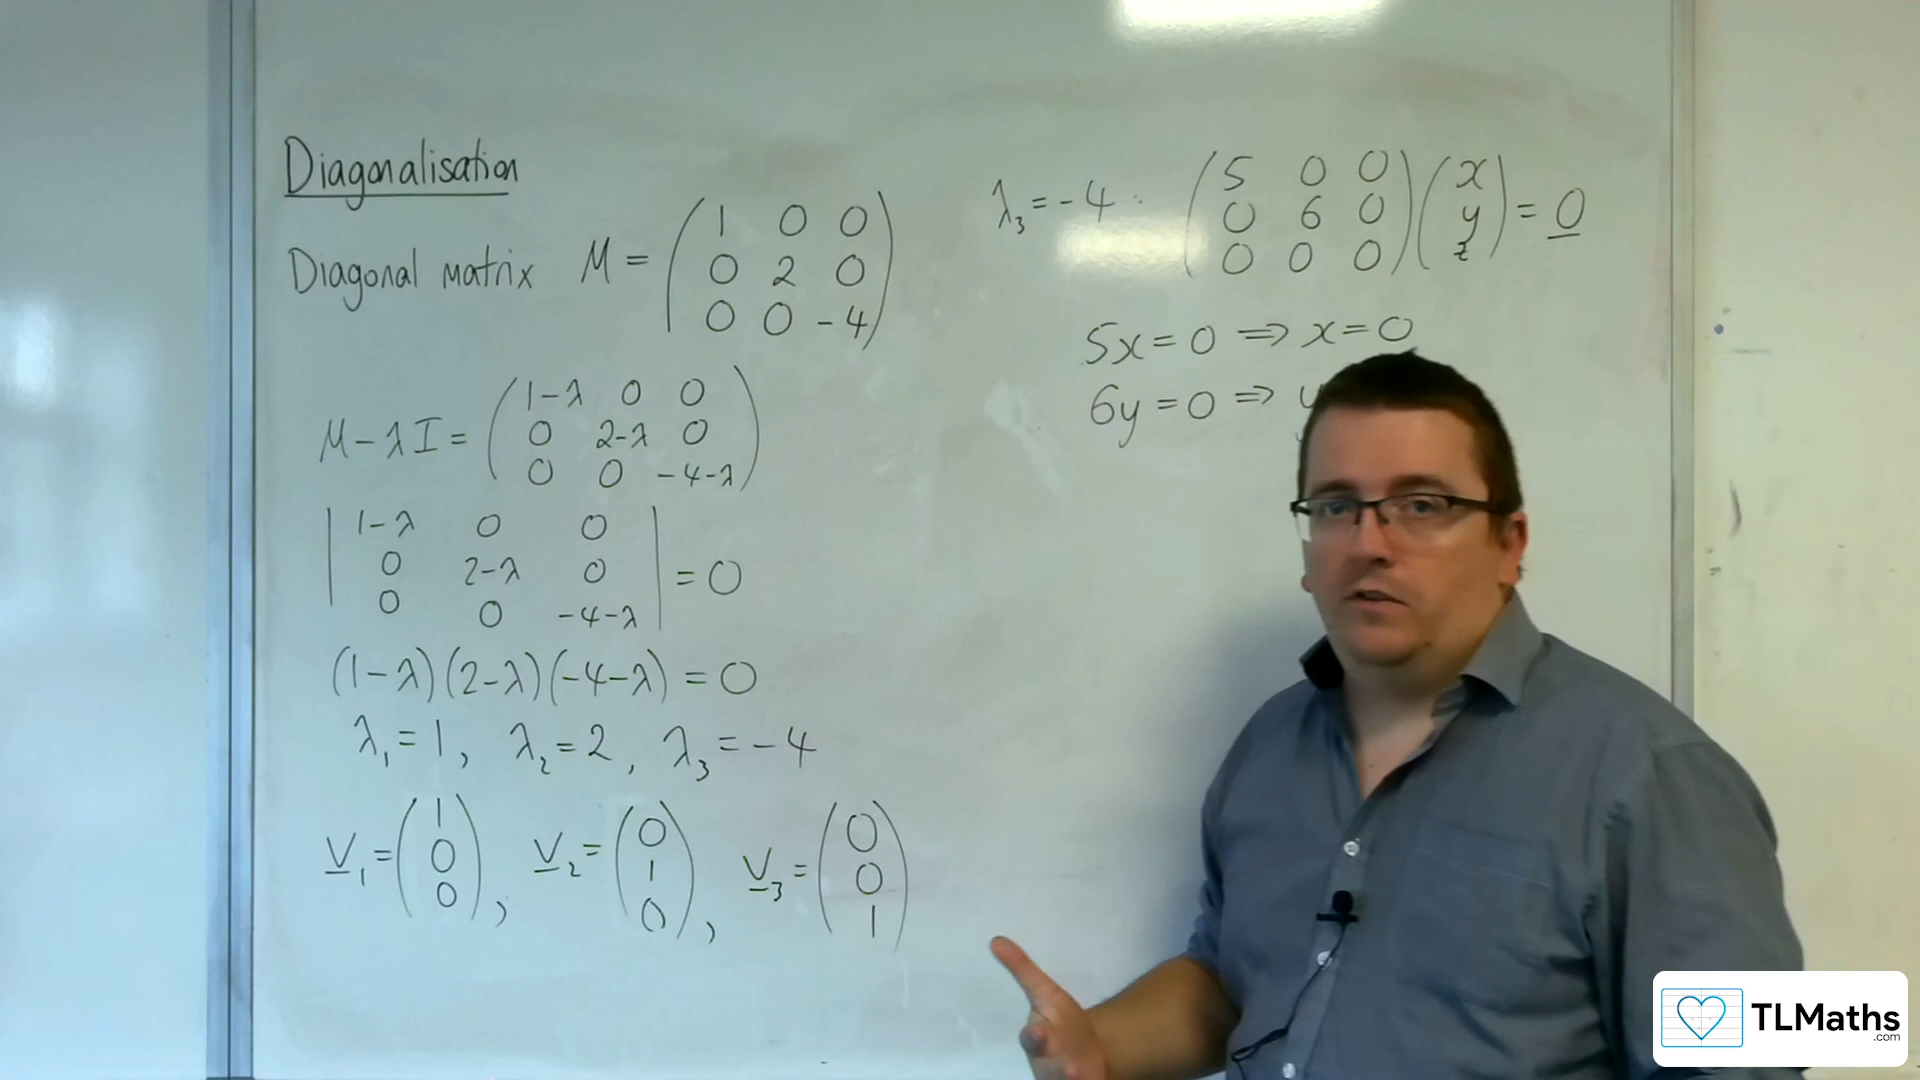 Diagonalisation
Diagonal matrix M = ( 1 0 0
0 2 0
0 0 -4 )
M - λI = ( 1-λ 0 0
0 2-λ 0
0 0 -4-λ )
| 1-λ 0 0
0 2-λ 0
0 0 -4-λ | = 0
(1-λ)(2-λ)(-4-λ) = 0
λ₁ = 1, λ₂ = 2, λ₃ = -4
v₁ = ( 1
0
0 ), v₂ = ( 0
1
0 ), v₃ = ( 0
0
1 )
λ₃ = -4: ( 5 0 0
0 6 0
0 0 0 ) ( x
y
z ) = 0
5x = 0 ⇒ x = 0
6y = 0 ⇒ y
TLMaths
.com